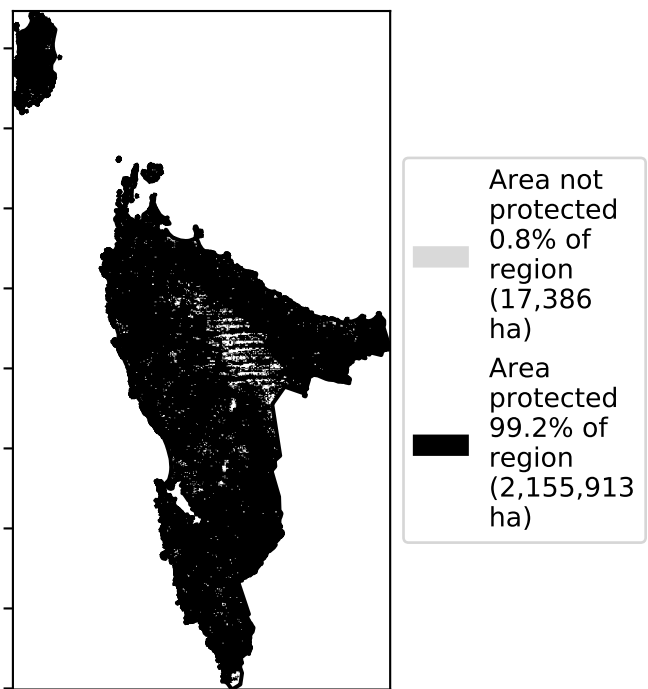 Area not
protected
0.8% of
region
(17,386
ha)
Area
protected
99.2% of
region
(2,155,913
ha)